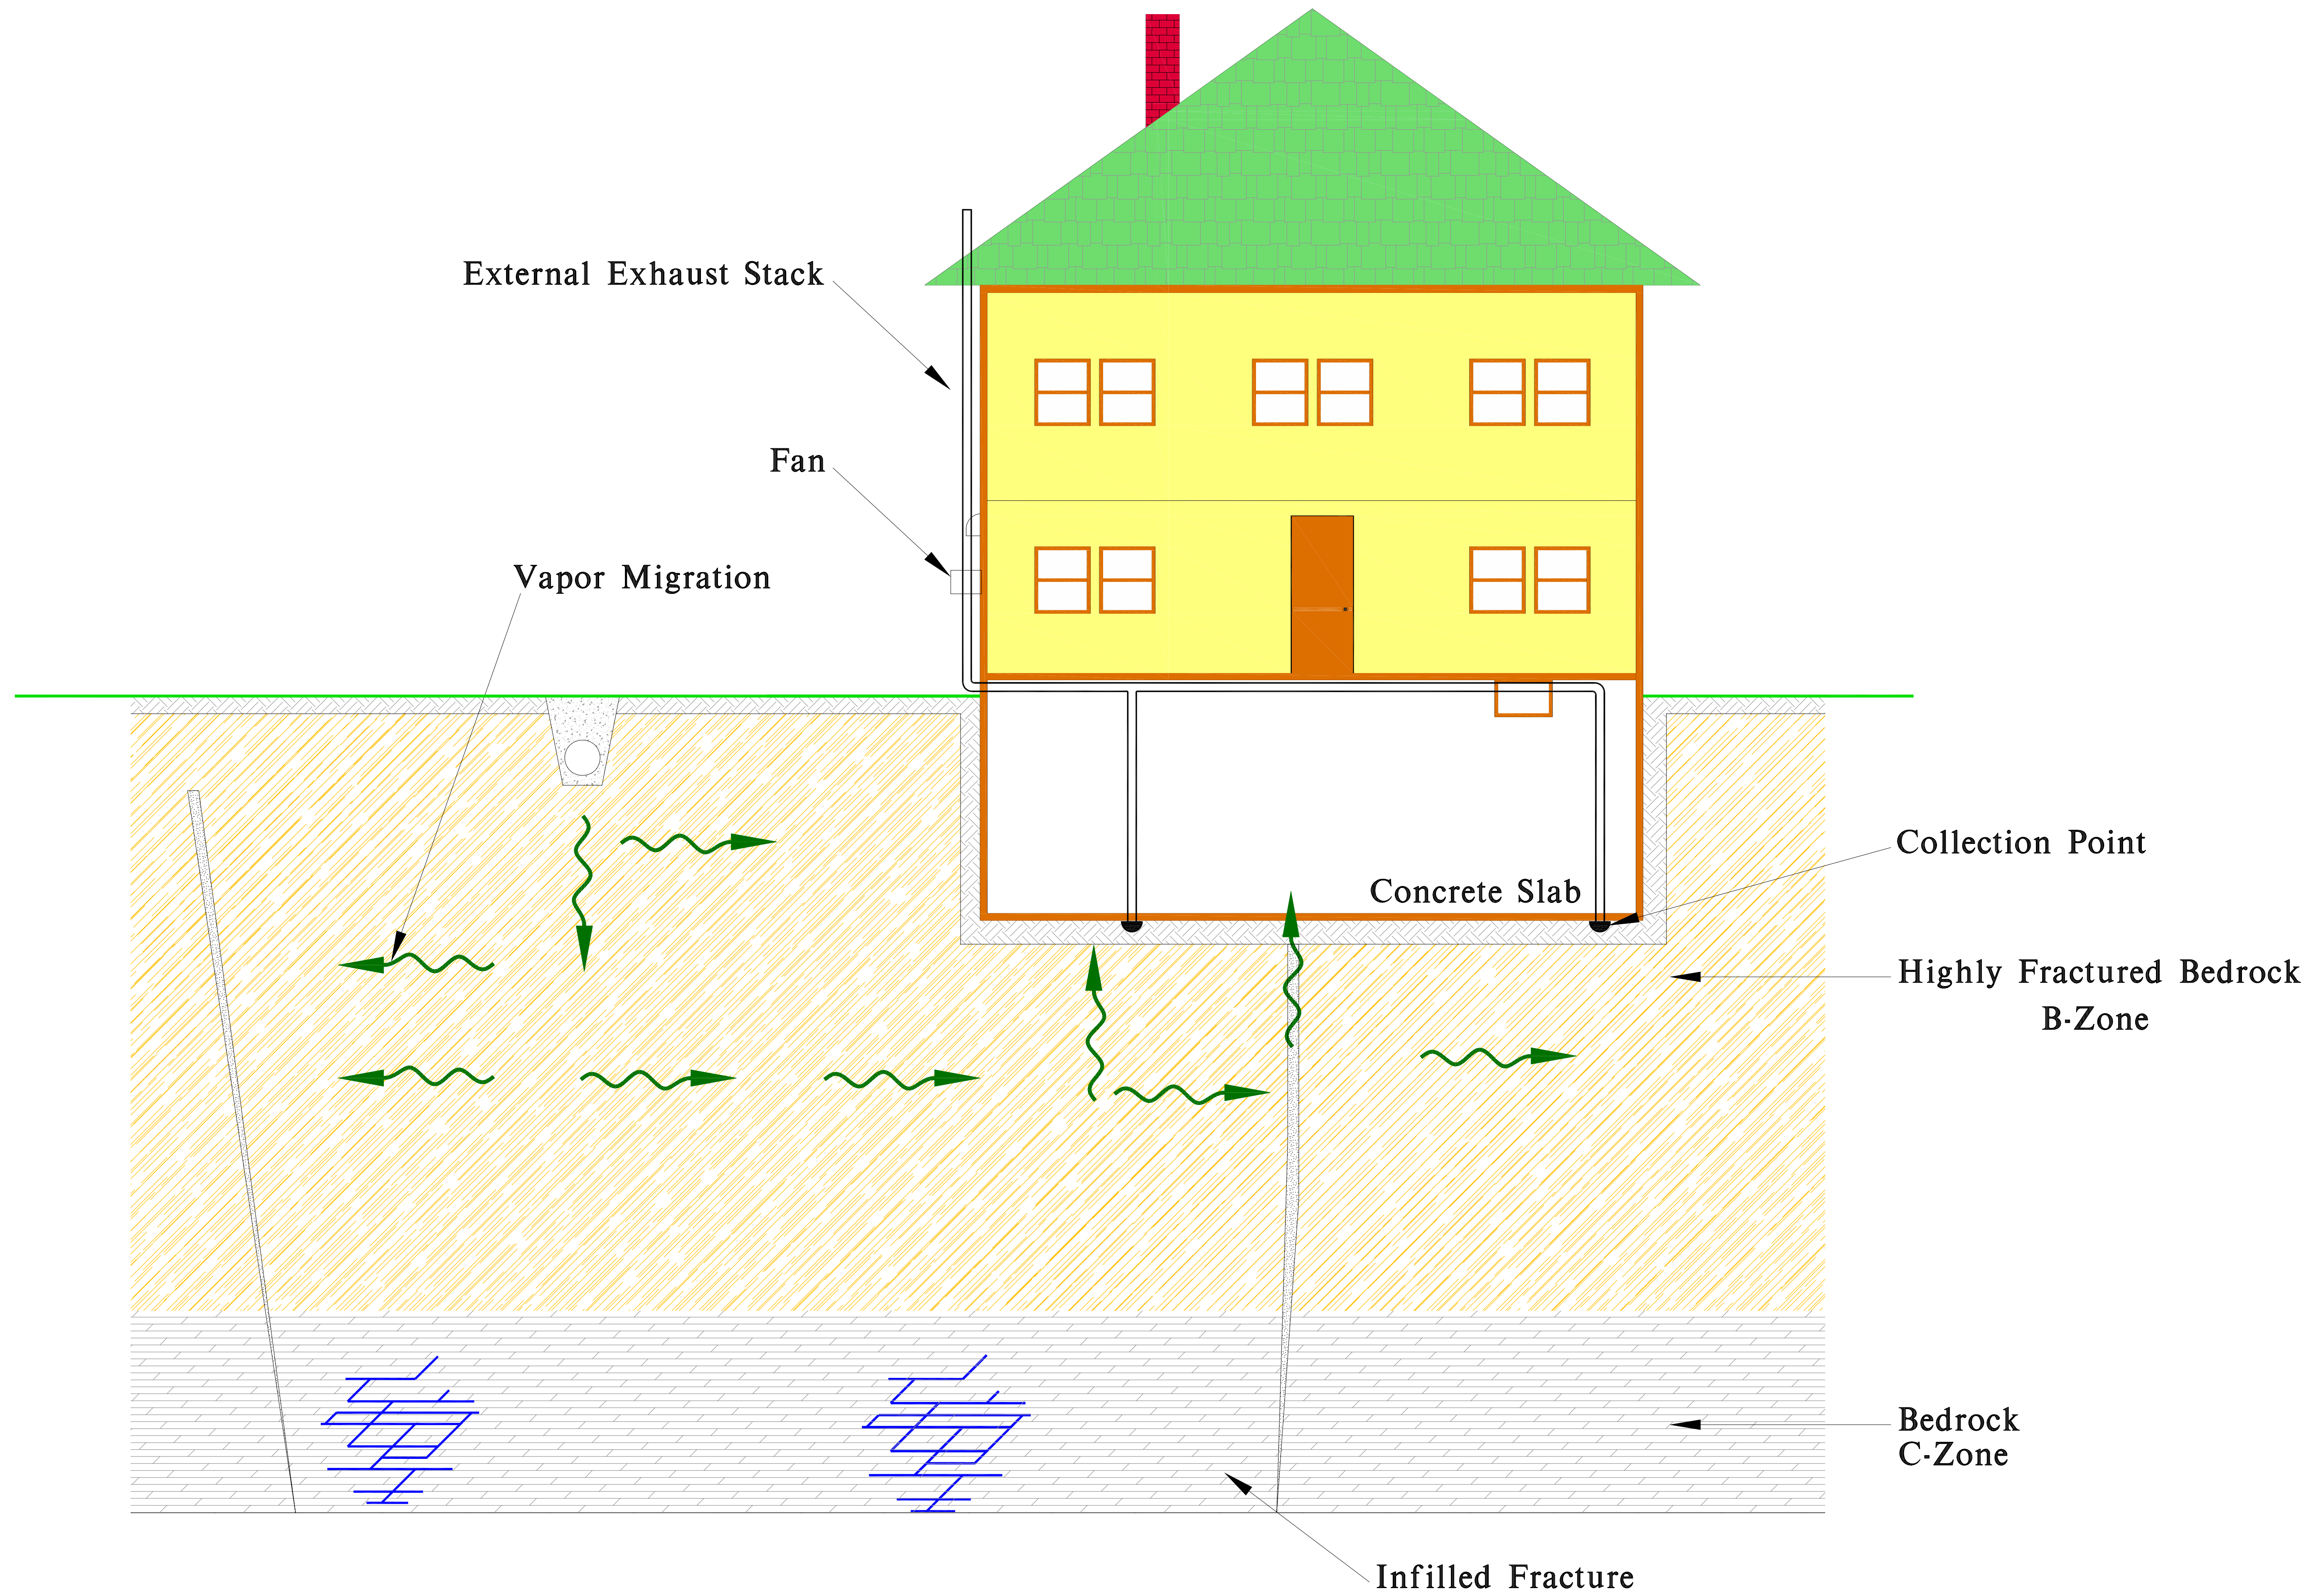 External Exhaust Stack
Fan
Vapor Migration
Collection Point
Concrete Slab
Highly Fractured Bedrock
B-Zone
Bedrock
C-Zone
Infilled Fracture